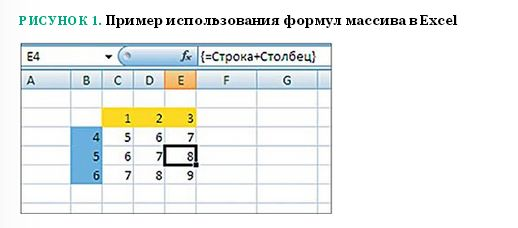 РИСУНОК 1. Пример использования формул массива в Excel
E4 fx {=Строка+Столбец}
A B C D E F G
1 2 3
4 5 6 7
5 6 7 8
6 7 8 9